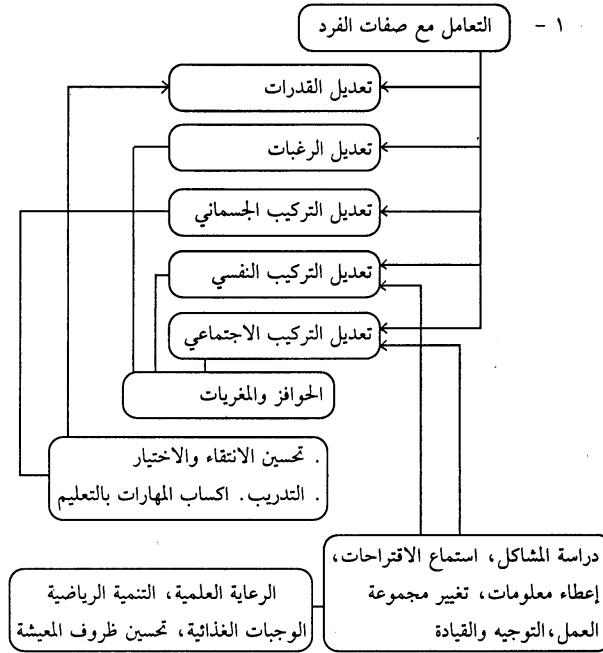 ١ - التعامل مع صفات الفرد
تعديل القدرات
تعديل الرغبات
تعديل التركيب الجسماني
تعديل التركيب النفسي
تعديل التركيب الاجتماعي
الحوافز والمغريات
. تحسين الانتقاء والاختيار
. التدريب. اكساب المهارات بالتعليم
دراسة المشاكل، استماع الاقتراحات،
إعطاء معلومات، تغيير مجموعة
العمل،التوجيه والقيادة
الرعاية العلمية، التنمية الرياضية
الوجبات الغذائية، تحسين ظروف المعيشة